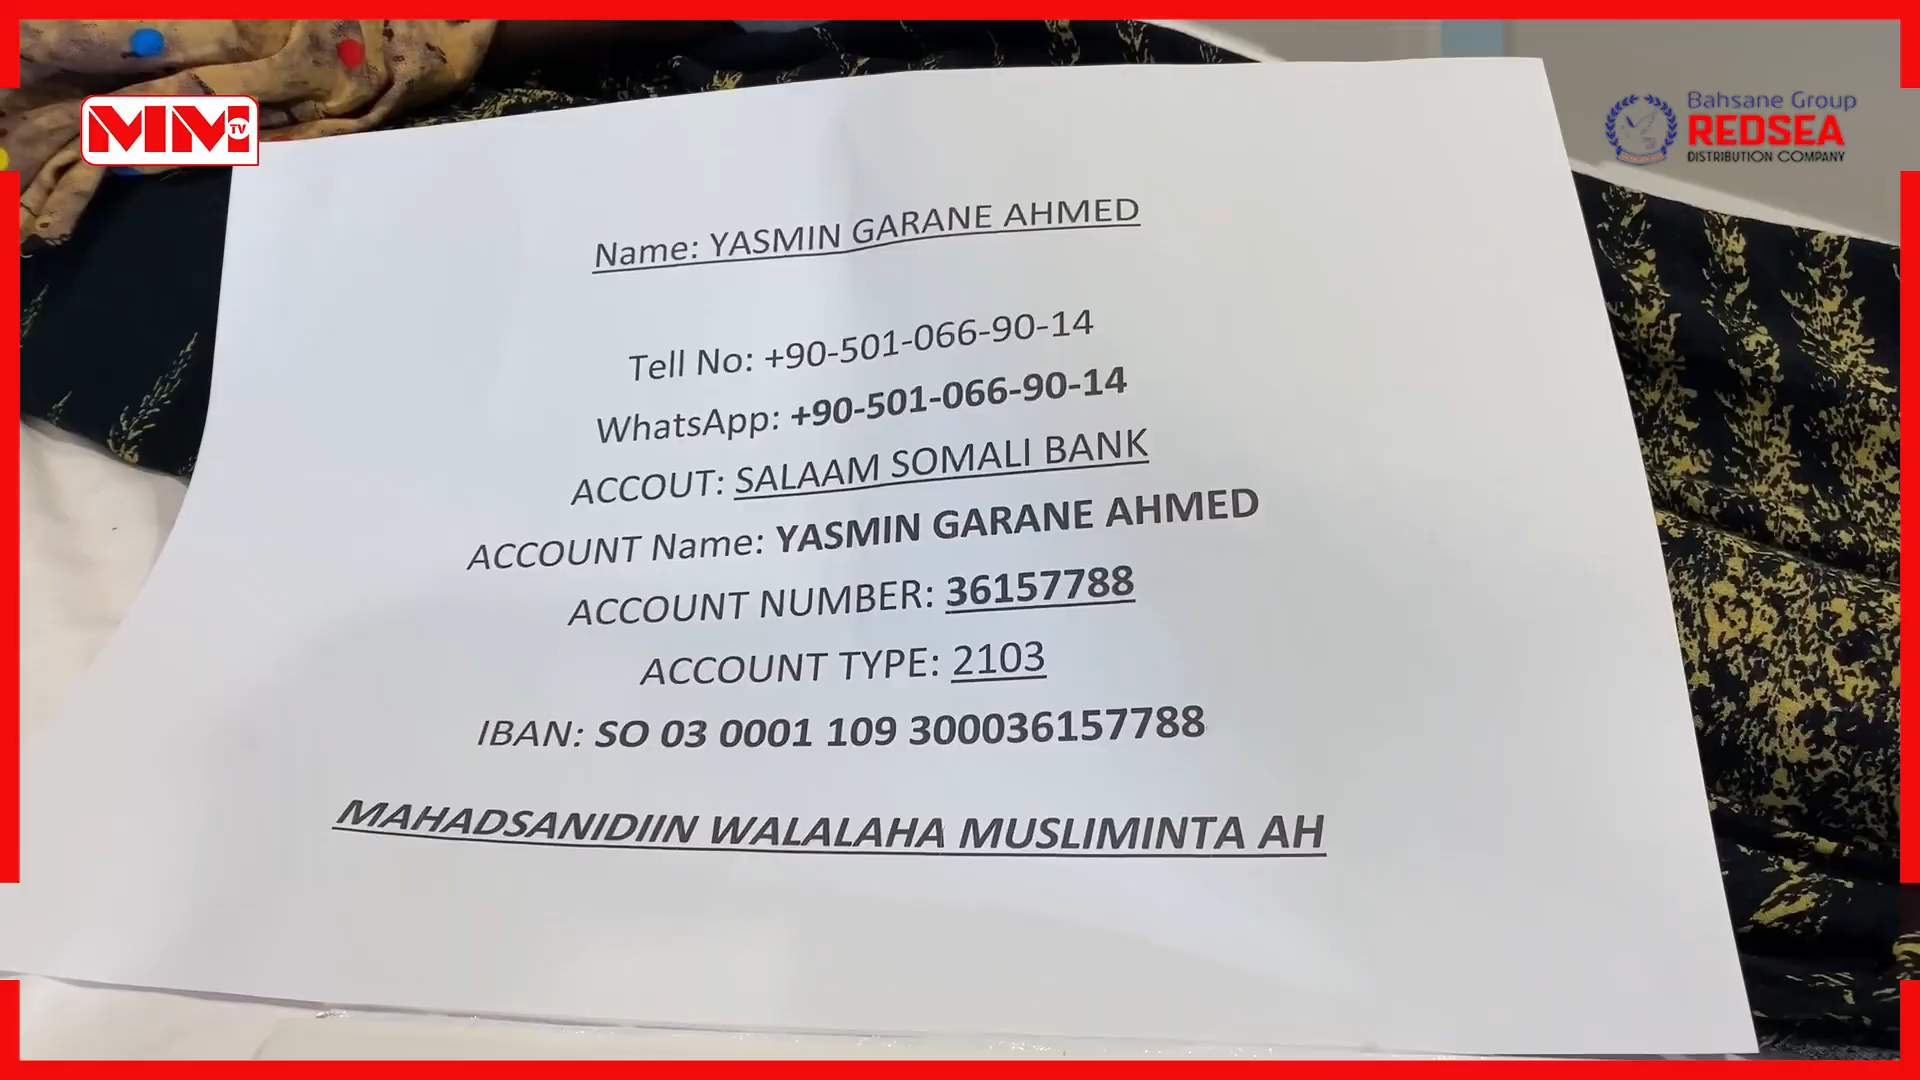 MM TV
Bahsane Group
REDSEA
DISTRIBUTION COMPANY
Name: YASMIN GARANE AHMED
Tell No: +90-501-066-90-14
WhatsApp: +90-501-066-90-14
ACCOUT: SALAAM SOMALI BANK
ACCOUNT Name: YASMIN GARANE AHMED
ACCOUNT NUMBER: 36157788
ACCOUNT TYPE: 2103
IBAN: SO 03 0001 109 300036157788
MAHADSANIDIIN WALALAHA MUSLIMINTA AH